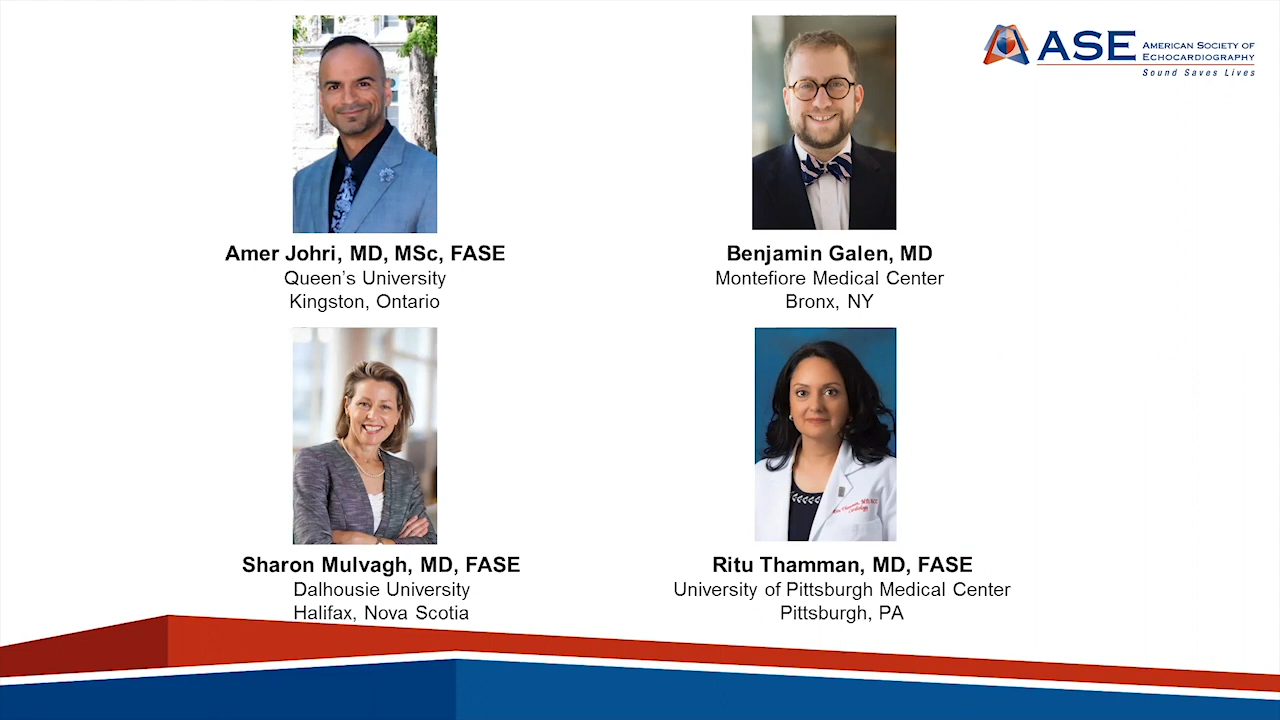 ASE
AMERICAN SOCIETY OF
ECHOCARDIOGRAPHY
Sound Saves Lives
Amer Johri, MD, MSc, FASE
Queen’s University
Kingston, Ontario
Benjamin Galen, MD
Montefiore Medical Center
Bronx, NY
Sharon Mulvagh, MD, FASE
Dalhousie University
Halifax, Nova Scotia
Ritu Thamman, MD, FASE
University of Pittsburgh Medical Center
Pittsburgh, PA